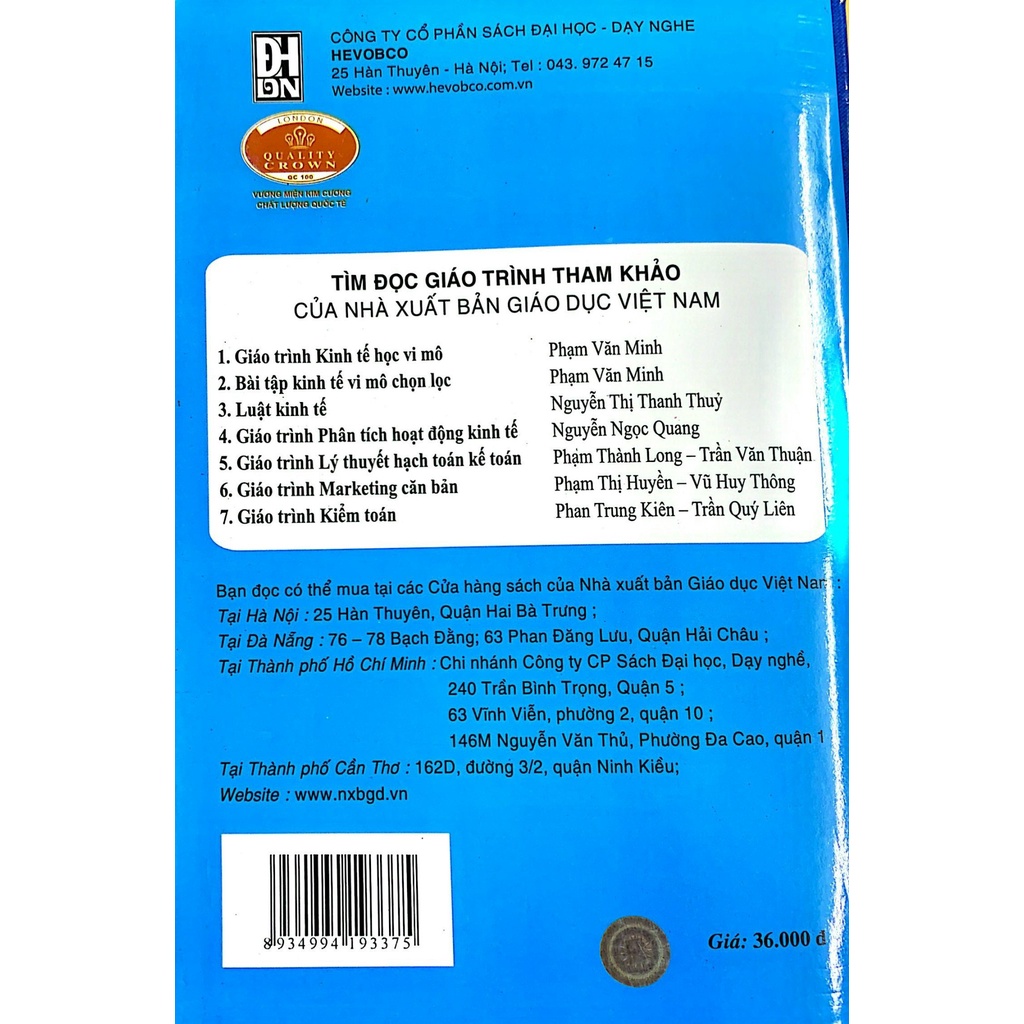 ĐH
DN
CÔNG TY CỔ PHẦN SÁCH ĐẠI HỌC - DẠY NGHỀ
HEVOBCO
25 Hàn Thuyên - Hà Nội; Tel : 043. 972 47 15
Website : www.hevobco.com.vn
LONDON
QUALITY
CROWN
QC 100
VƯƠNG MIỆN KIM CƯƠNG
CHẤT LƯỢNG QUỐC TẾ
TÌM ĐỌC GIÁO TRÌNH THAM KHẢO
CỦA NHÀ XUẤT BẢN GIÁO DỤC VIỆT NAM
1. Giáo trình Kinh tế học vi mô Phạm Văn Minh
2. Bài tập kinh tế vi mô chọn lọc Phạm Văn Minh
3. Luật kinh tế Nguyễn Thị Thanh Thuỷ
4. Giáo trình Phân tích hoạt động kinh tế Nguyễn Ngọc Quang
5. Giáo trình Lý thuyết hạch toán kế toán Phạm Thành Long – Trần Văn Thuận
6. Giáo trình Marketing căn bản Phạm Thị Huyền – Vũ Huy Thông
7. Giáo trình Kiểm toán Phan Trung Kiên – Trần Quý Liên
Bạn đọc có thể mua tại các Cửa hàng sách của Nhà xuất bản Giáo dục Việt Nam :
Tại Hà Nội : 25 Hàn Thuyên, Quận Hai Bà Trưng ;
Tại Đà Nẵng : 76 – 78 Bạch Đằng; 63 Phan Đăng Lưu, Quận Hải Châu ;
Tại Thành phố Hồ Chí Minh : Chi nhánh Công ty CP Sách Đại học, Dạy nghề,
240 Trần Bình Trọng, Quận 5 ;
63 Vĩnh Viễn, phường 2, quận 10 ;
146M Nguyễn Văn Thủ, Phường Đa Cao, quận 1
Tại Thành phố Cần Thơ : 162D, đường 3/2, quận Ninh Kiều;
Website : www.nxbgd.vn
8 934994 193375
Giá: 36.000 đ